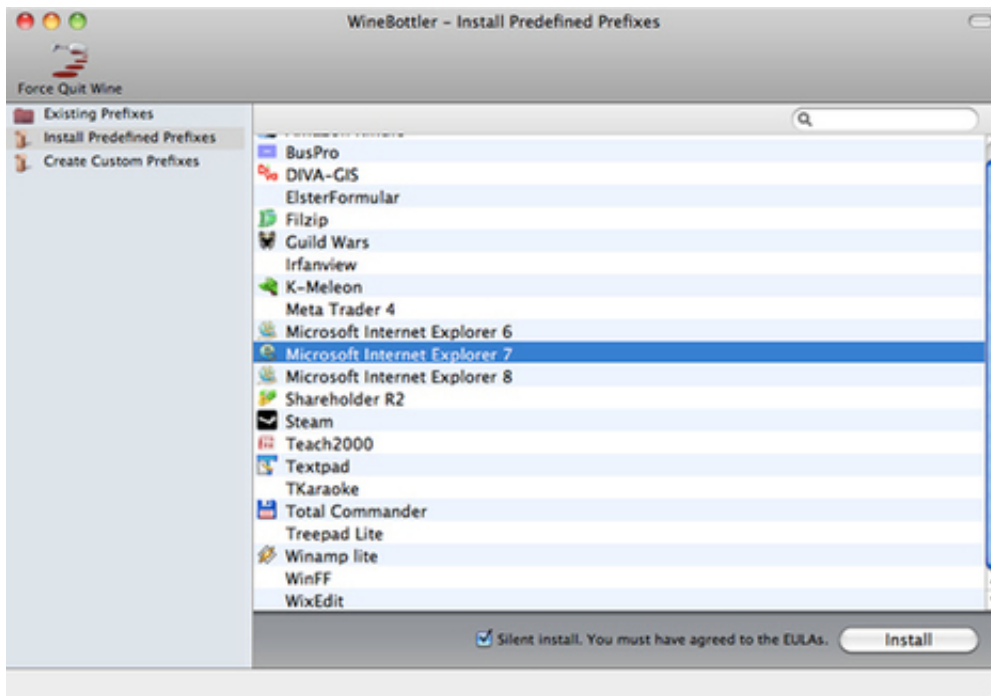 WineBottler – Install Predefined Prefixes
Force Quit Wine
Existing Prefixes
Install Predefined Prefixes
Create Custom Prefixes
BusPro
DIVA-GIS
ElsterFormular
Filzip
Guild Wars
Irfanview
K-Meleon
Meta Trader 4
Microsoft Internet Explorer 6
Microsoft Internet Explorer 7
Microsoft Internet Explorer 8
Shareholder R2
Steam
Teach2000
Textpad
TKaraoke
Total Commander
Treepad Lite
Winamp lite
WinFF
WixEdit
Silent install. You must have agreed to the EULAs.
Install